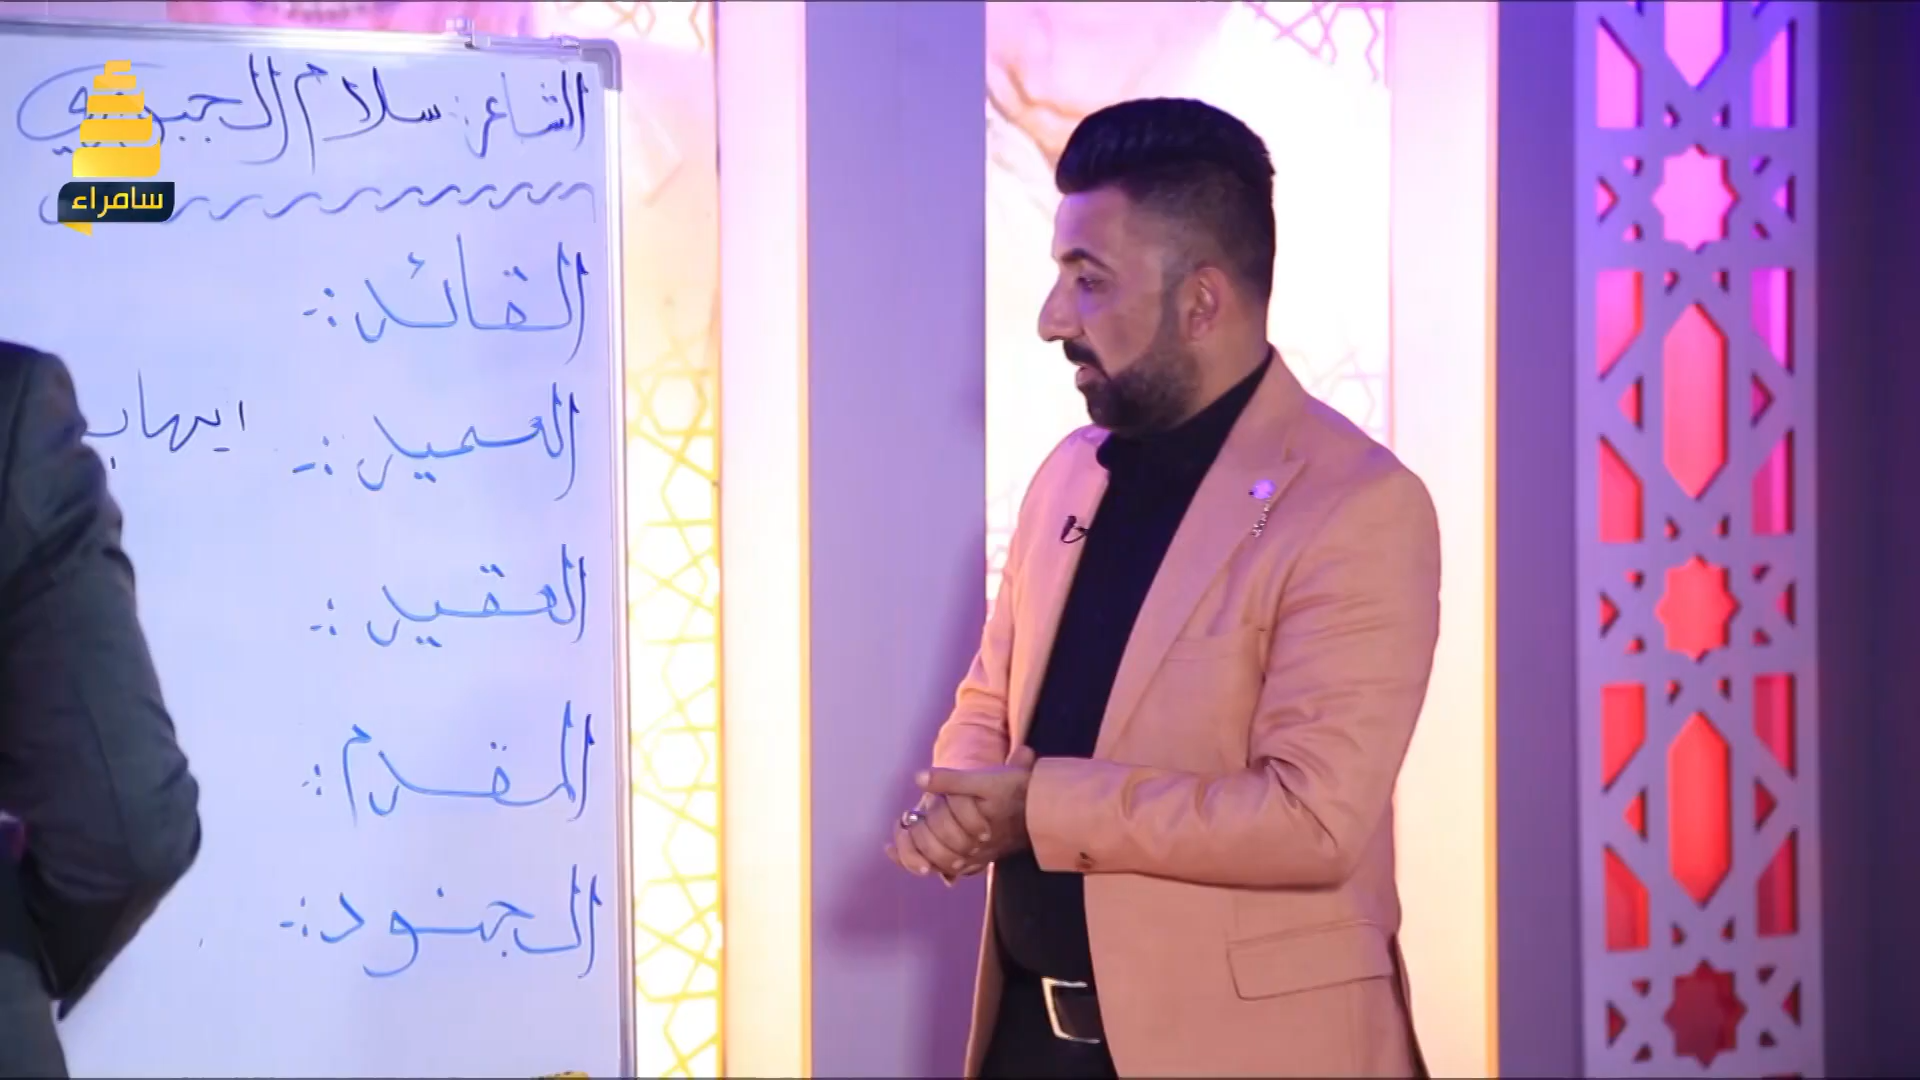 الشاعر: سلام الجبوري
سامراء
القائد :-
العميد :- ايهاب
العقيد :-
المقدم :-
الجنود :-